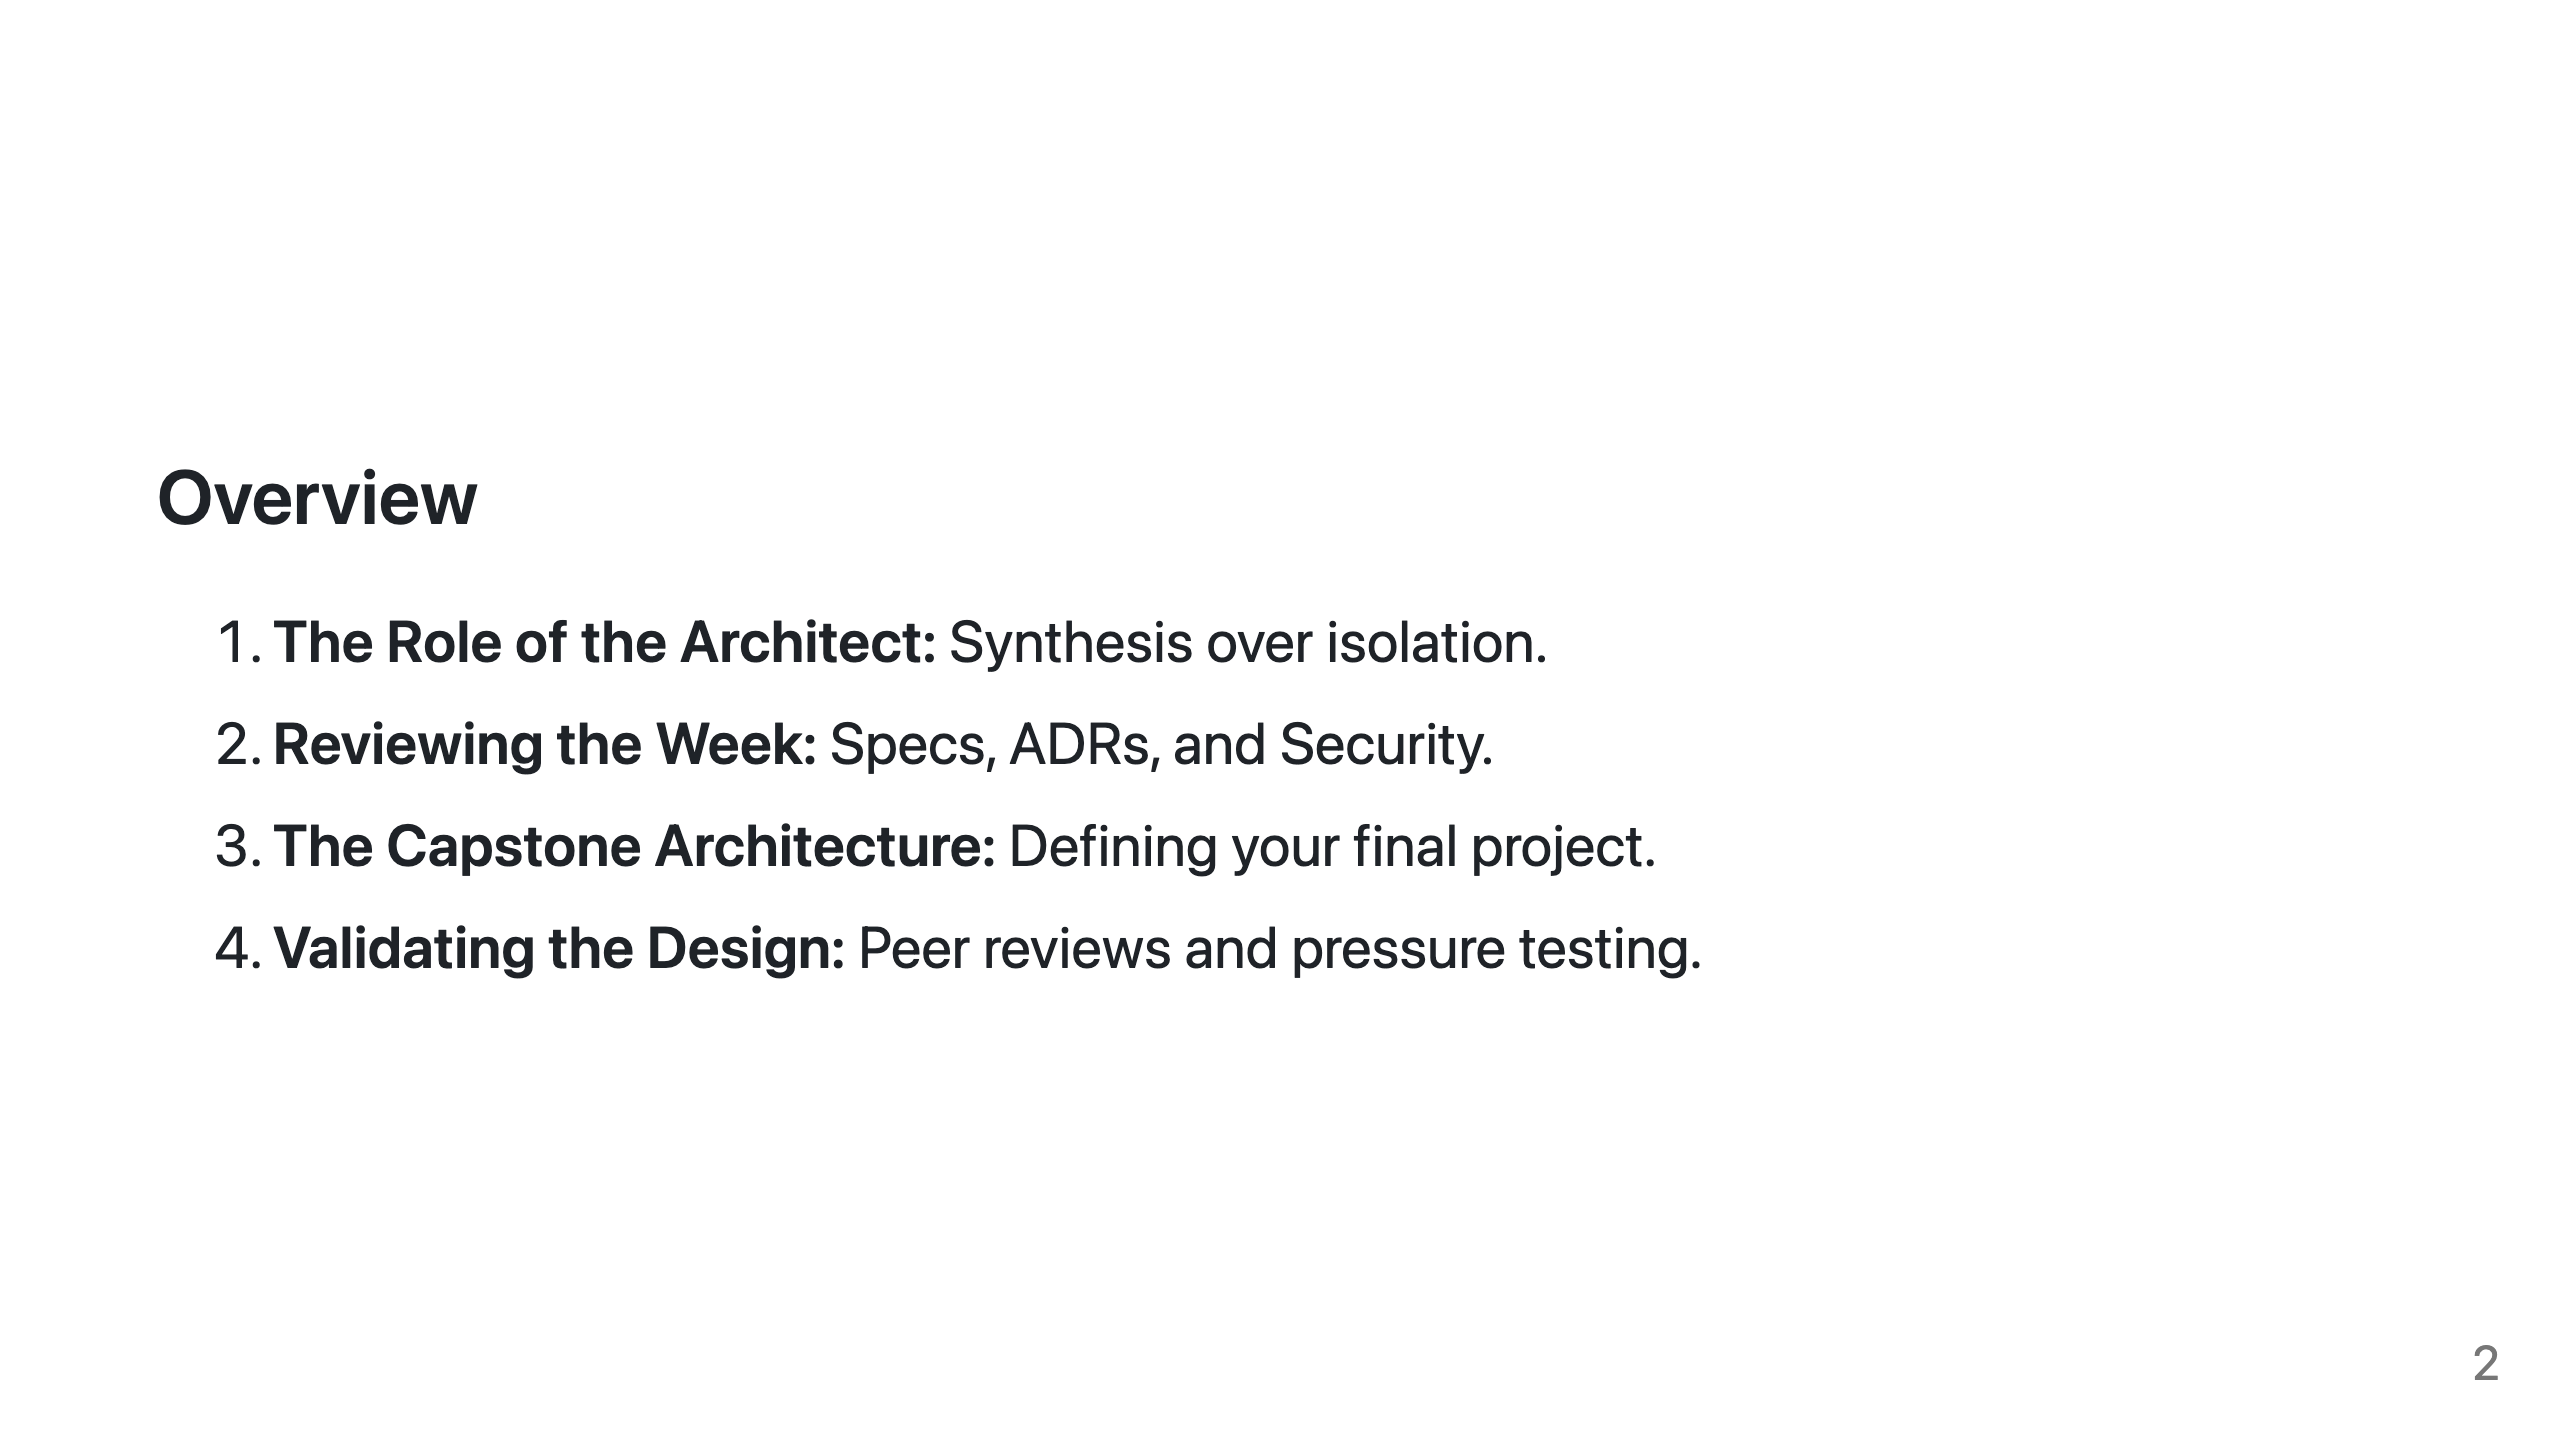 Overview
1. The Role of the Architect: Synthesis over isolation.
2. Reviewing the Week: Specs, ADRs, and Security.
3. The Capstone Architecture: Defining your final project.
4. Validating the Design: Peer reviews and pressure testing.
2